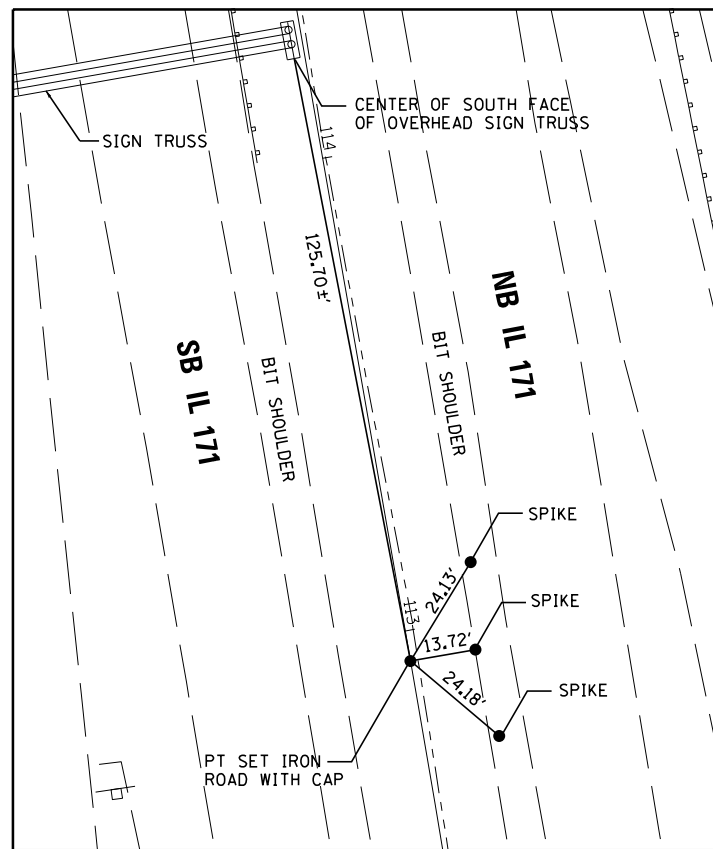 CENTER OF SOUTH FACE
OF OVERHEAD SIGN TRUSS
SIGN TRUSS
114
125.70±'
NB IL 171
SB IL 171
BIT SHOULDER
BIT SHOULDER
SPIKE
24.13'
SPIKE
113
13.72'
24.18'
SPIKE
PT SET IRON
ROAD WITH CAP